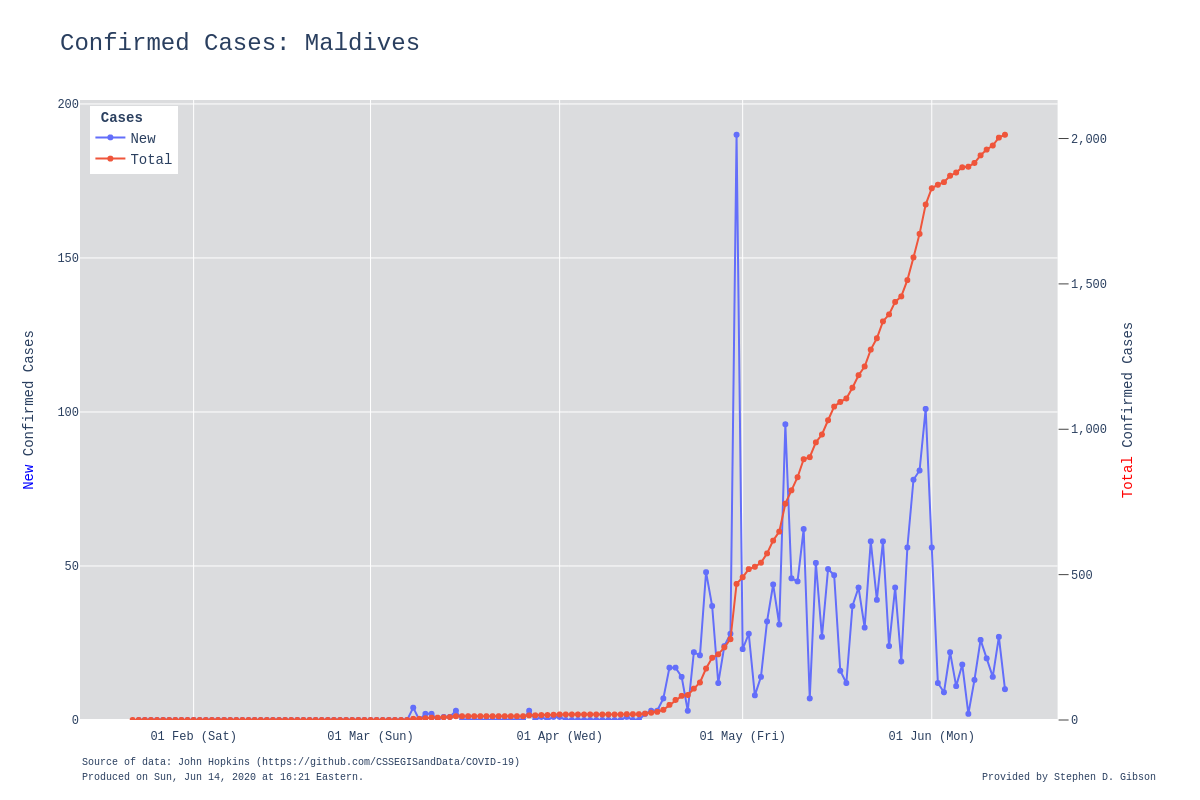 Confirmed Cases: Maldives
Cases
New
Total
200
150
100
50
0
2,000
1,500
1,000
500
0
New Confirmed Cases
Total Confirmed Cases
01 Feb (Sat)
01 Mar (Sun)
01 Apr (Wed)
01 May (Fri)
01 Jun (Mon)
Source of data: John Hopkins (https://github.com/CSSEGISandData/COVID-19)
Produced on Sun, Jun 14, 2020 at 16:21 Eastern.
Provided by Stephen D. Gibson